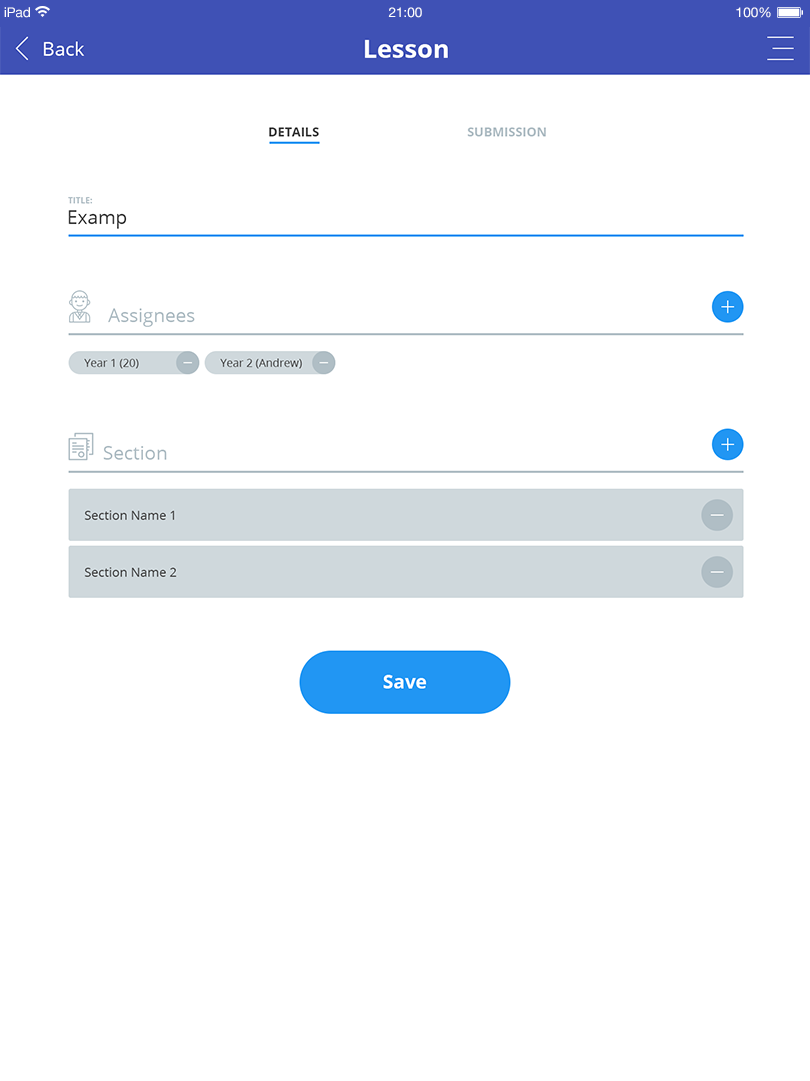 iPad 21:00 100%
Back Lesson
DETAILS SUBMISSION
TITLE:
Examp
Assignees
Year 1 (20) Year 2 (Andrew)
Section
Section Name 1
Section Name 2
Save